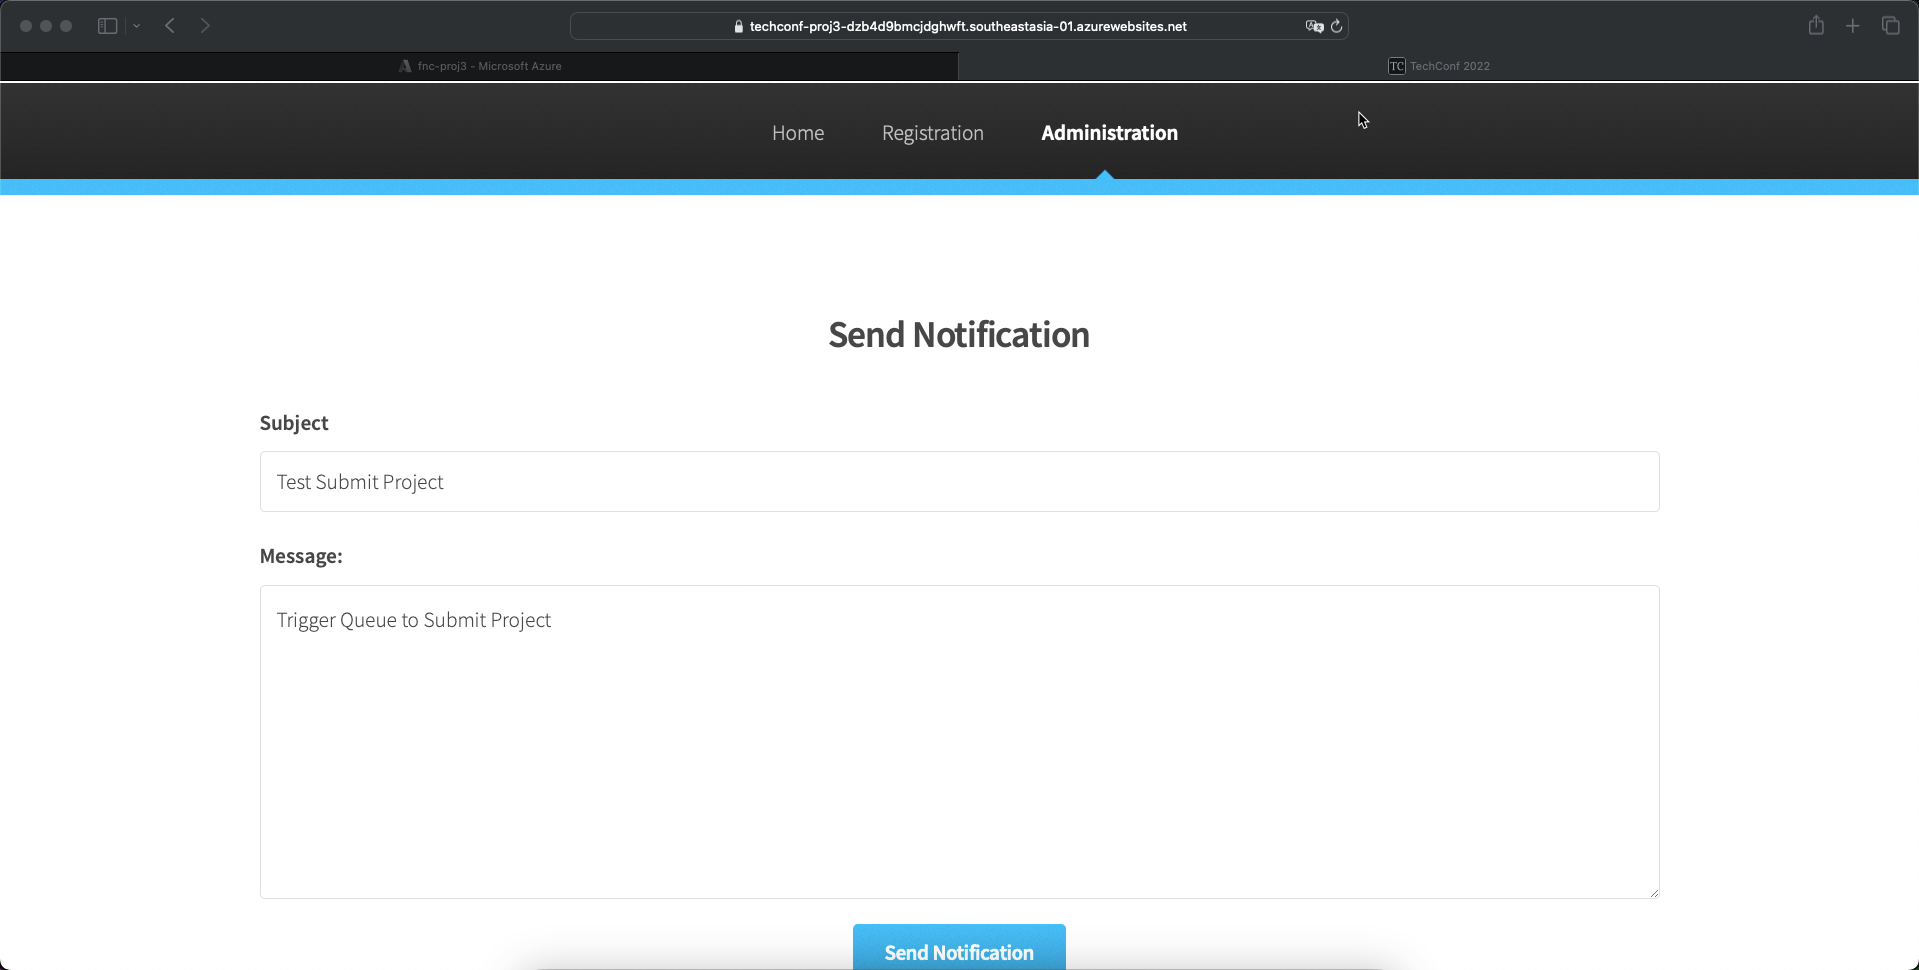 techconf-proj3-dzb4d9bmcjdghwft.southeastasia-01.azurewebsites.net
fnc-proj3 - Microsoft Azure
TC TechConf 2022
Home Registration Administration
Send Notification
Subject
Test Submit Project
Message:
Trigger Queue to Submit Project
Send Notification